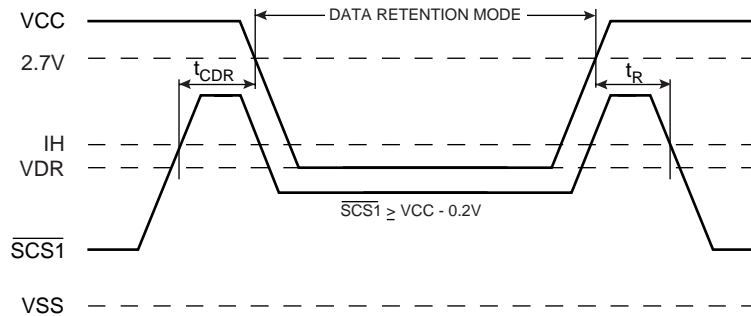 VCC
DATA RETENTION MODE
2.7V
tCDR
tR
IH
VDR
SCS1 ≥ VCC - 0.2V
SCS1
VSS